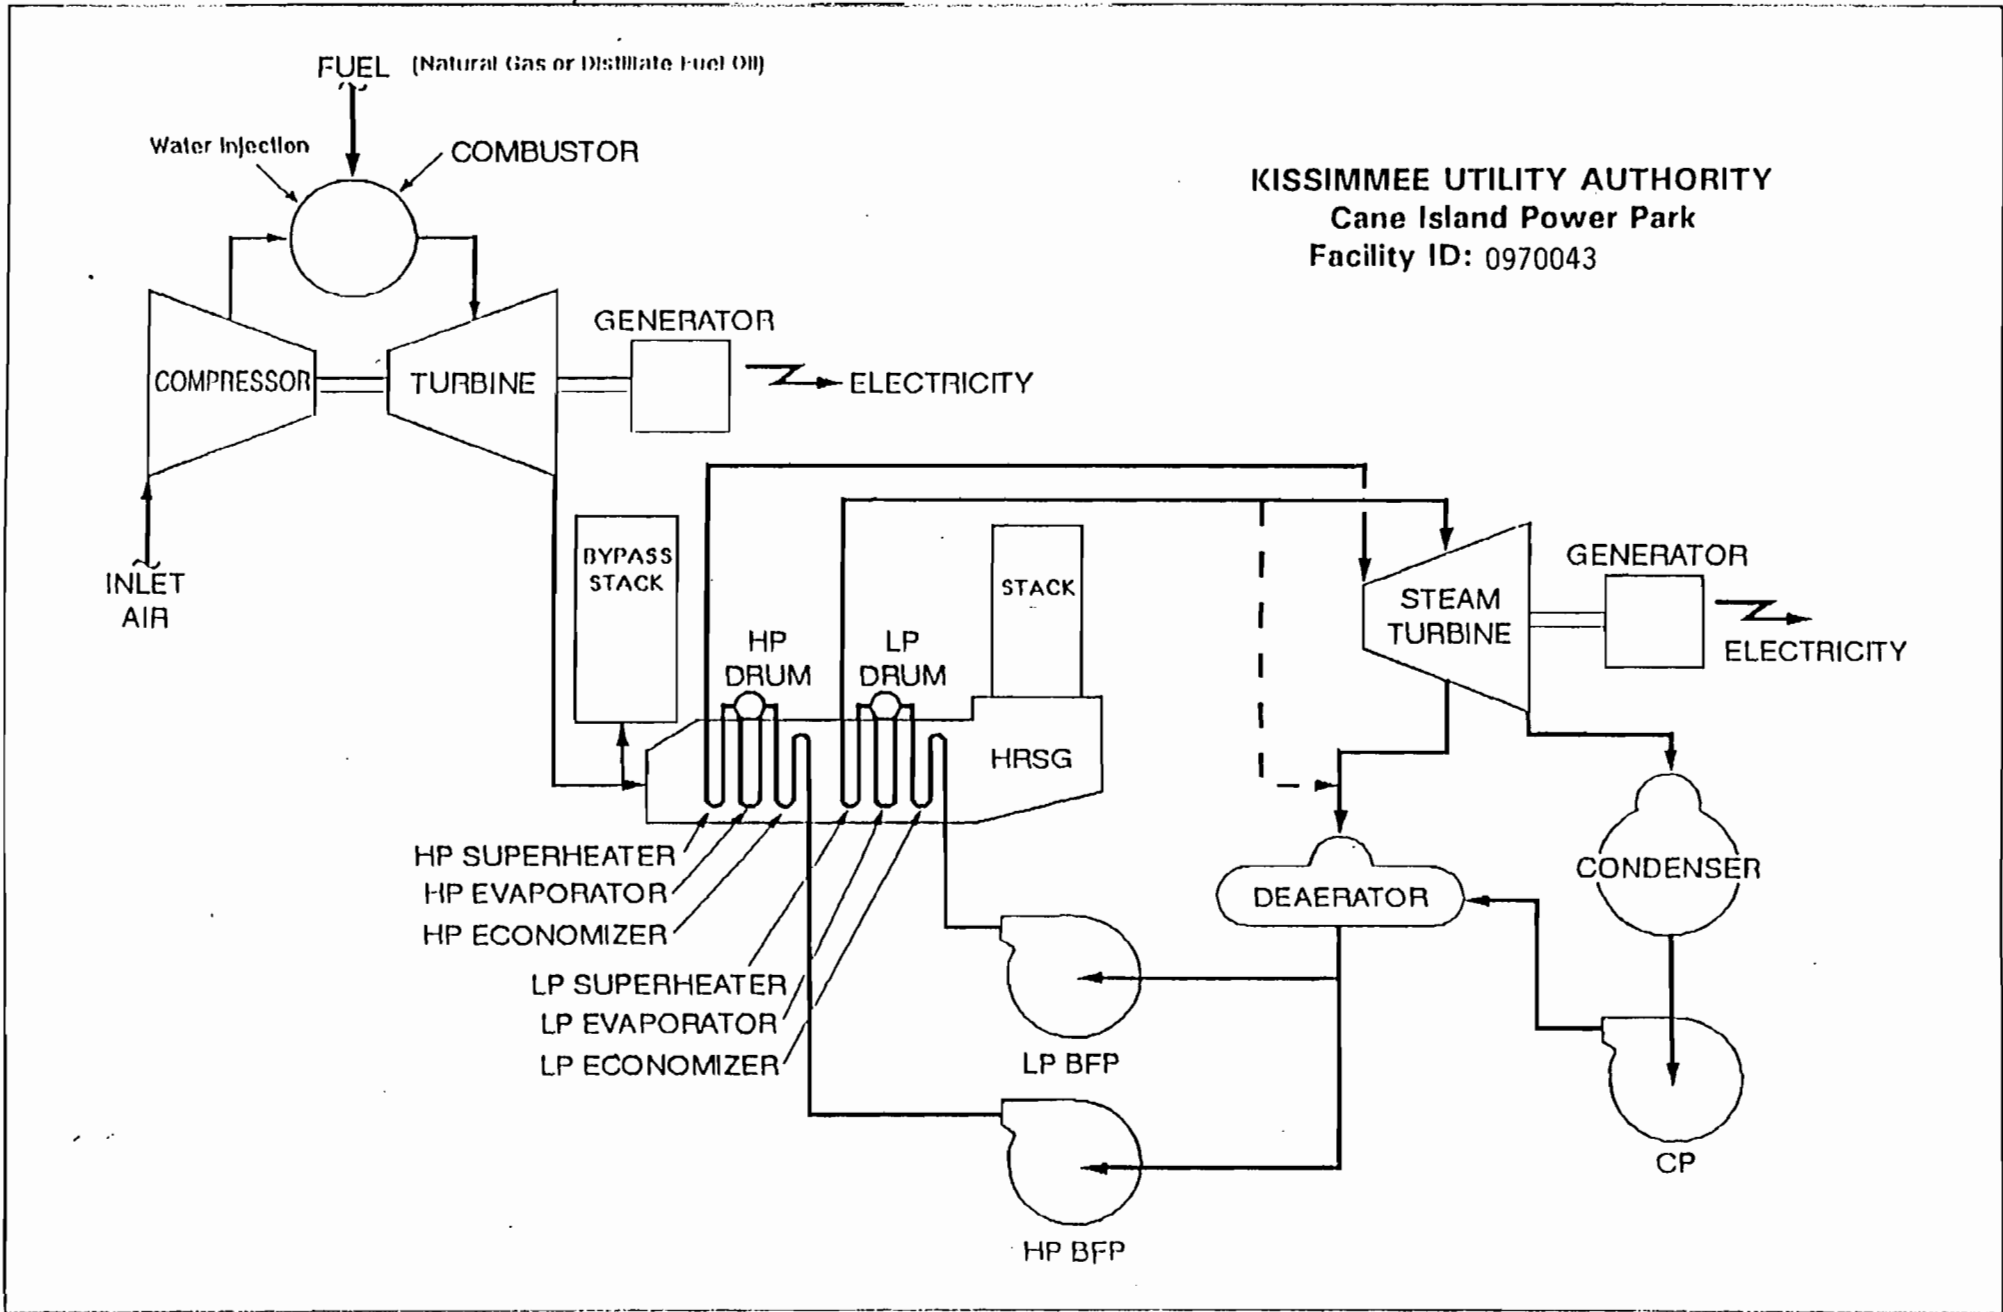 FUEL (Natural Gas or Distillate Fuel Oil)
Water Injection
COMBUSTOR
KISSIMMEE UTILITY AUTHORITY
Cane Island Power Park
Facility ID: 0970043
GENERATOR
COMPRESSOR
TURBINE
ELECTRICITY
INLET
AIR
BYPASS
STACK
STACK
GENERATOR
STEAM
TURBINE
ELECTRICITY
HP
DRUM
LP
DRUM
HRSG
HP SUPERHEATER
HP EVAPORATOR
HP ECONOMIZER
CONDENSER
DEAERATOR
LP SUPERHEATER
LP EVAPORATOR
LP ECONOMIZER
LP BFP
CP
HP BFP